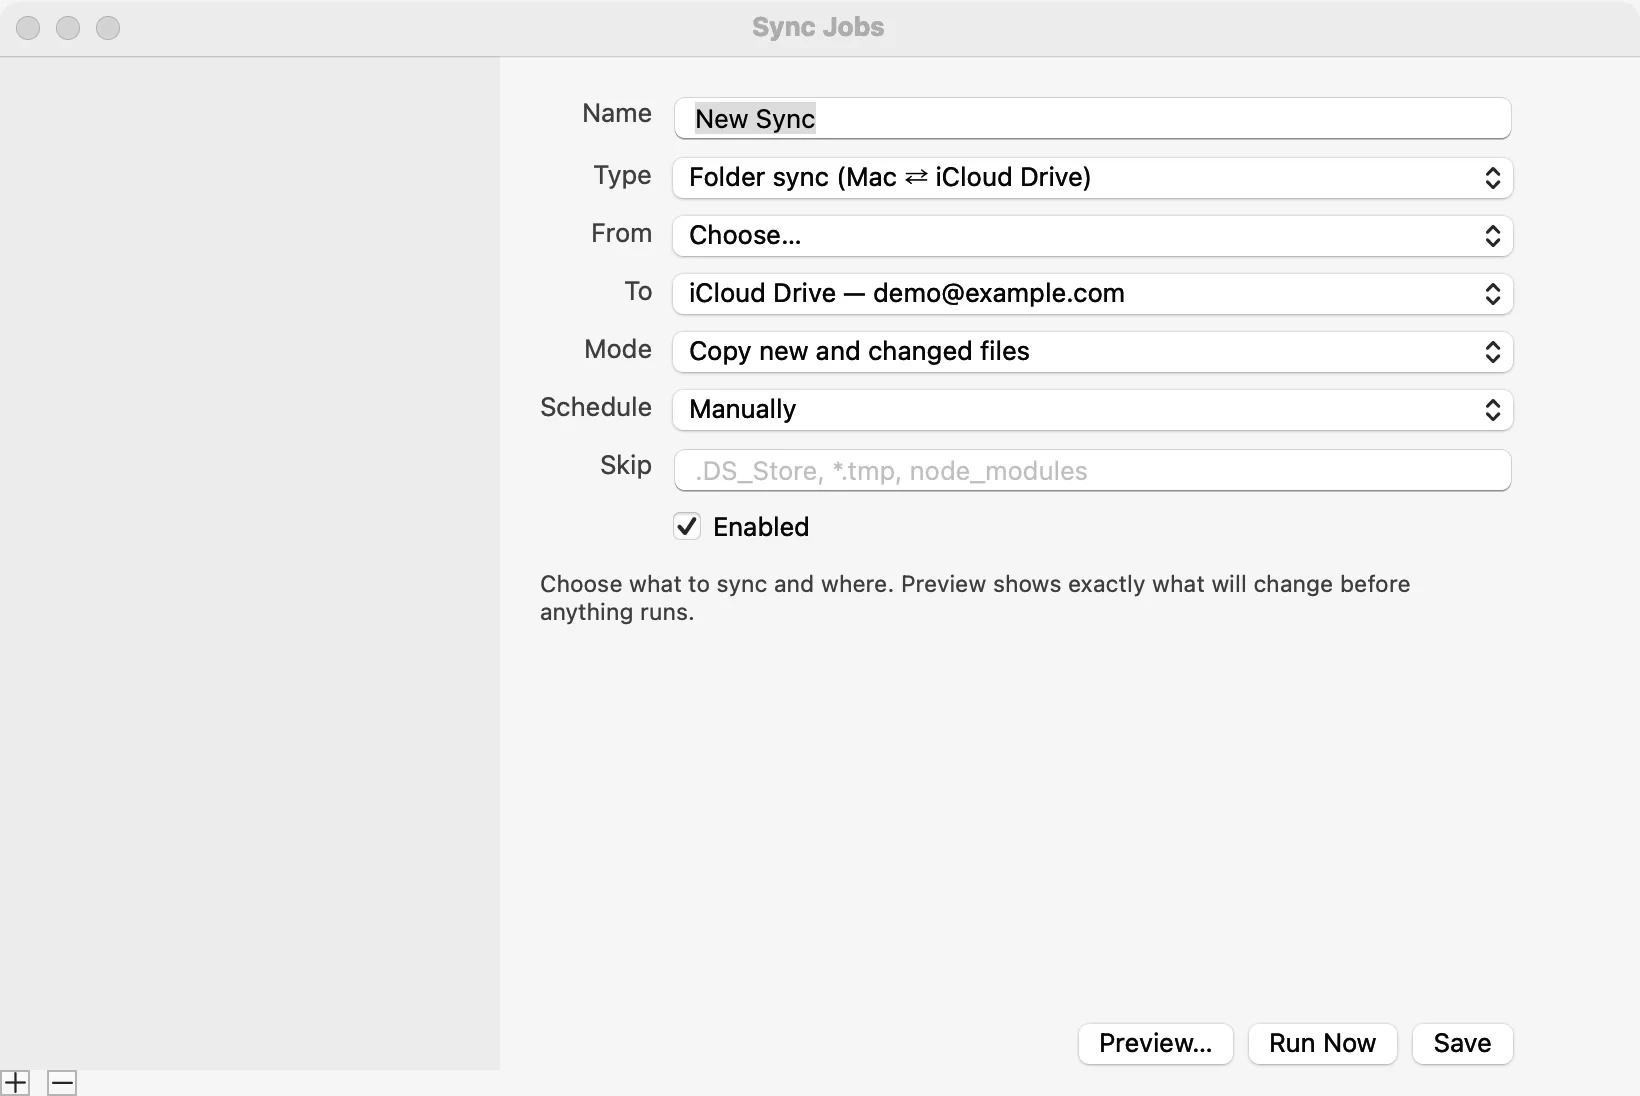 Sync Jobs
Name
New Sync
Type
Folder sync (Mac ⇄ iCloud Drive)
From
Choose...
To
iCloud Drive — demo@example.com
Mode
Copy new and changed files
Schedule
Manually
Skip
.DS_Store, *.tmp, node_modules
Enabled
Choose what to sync and where. Preview shows exactly what will change before
anything runs.
Preview...
Run Now
Save